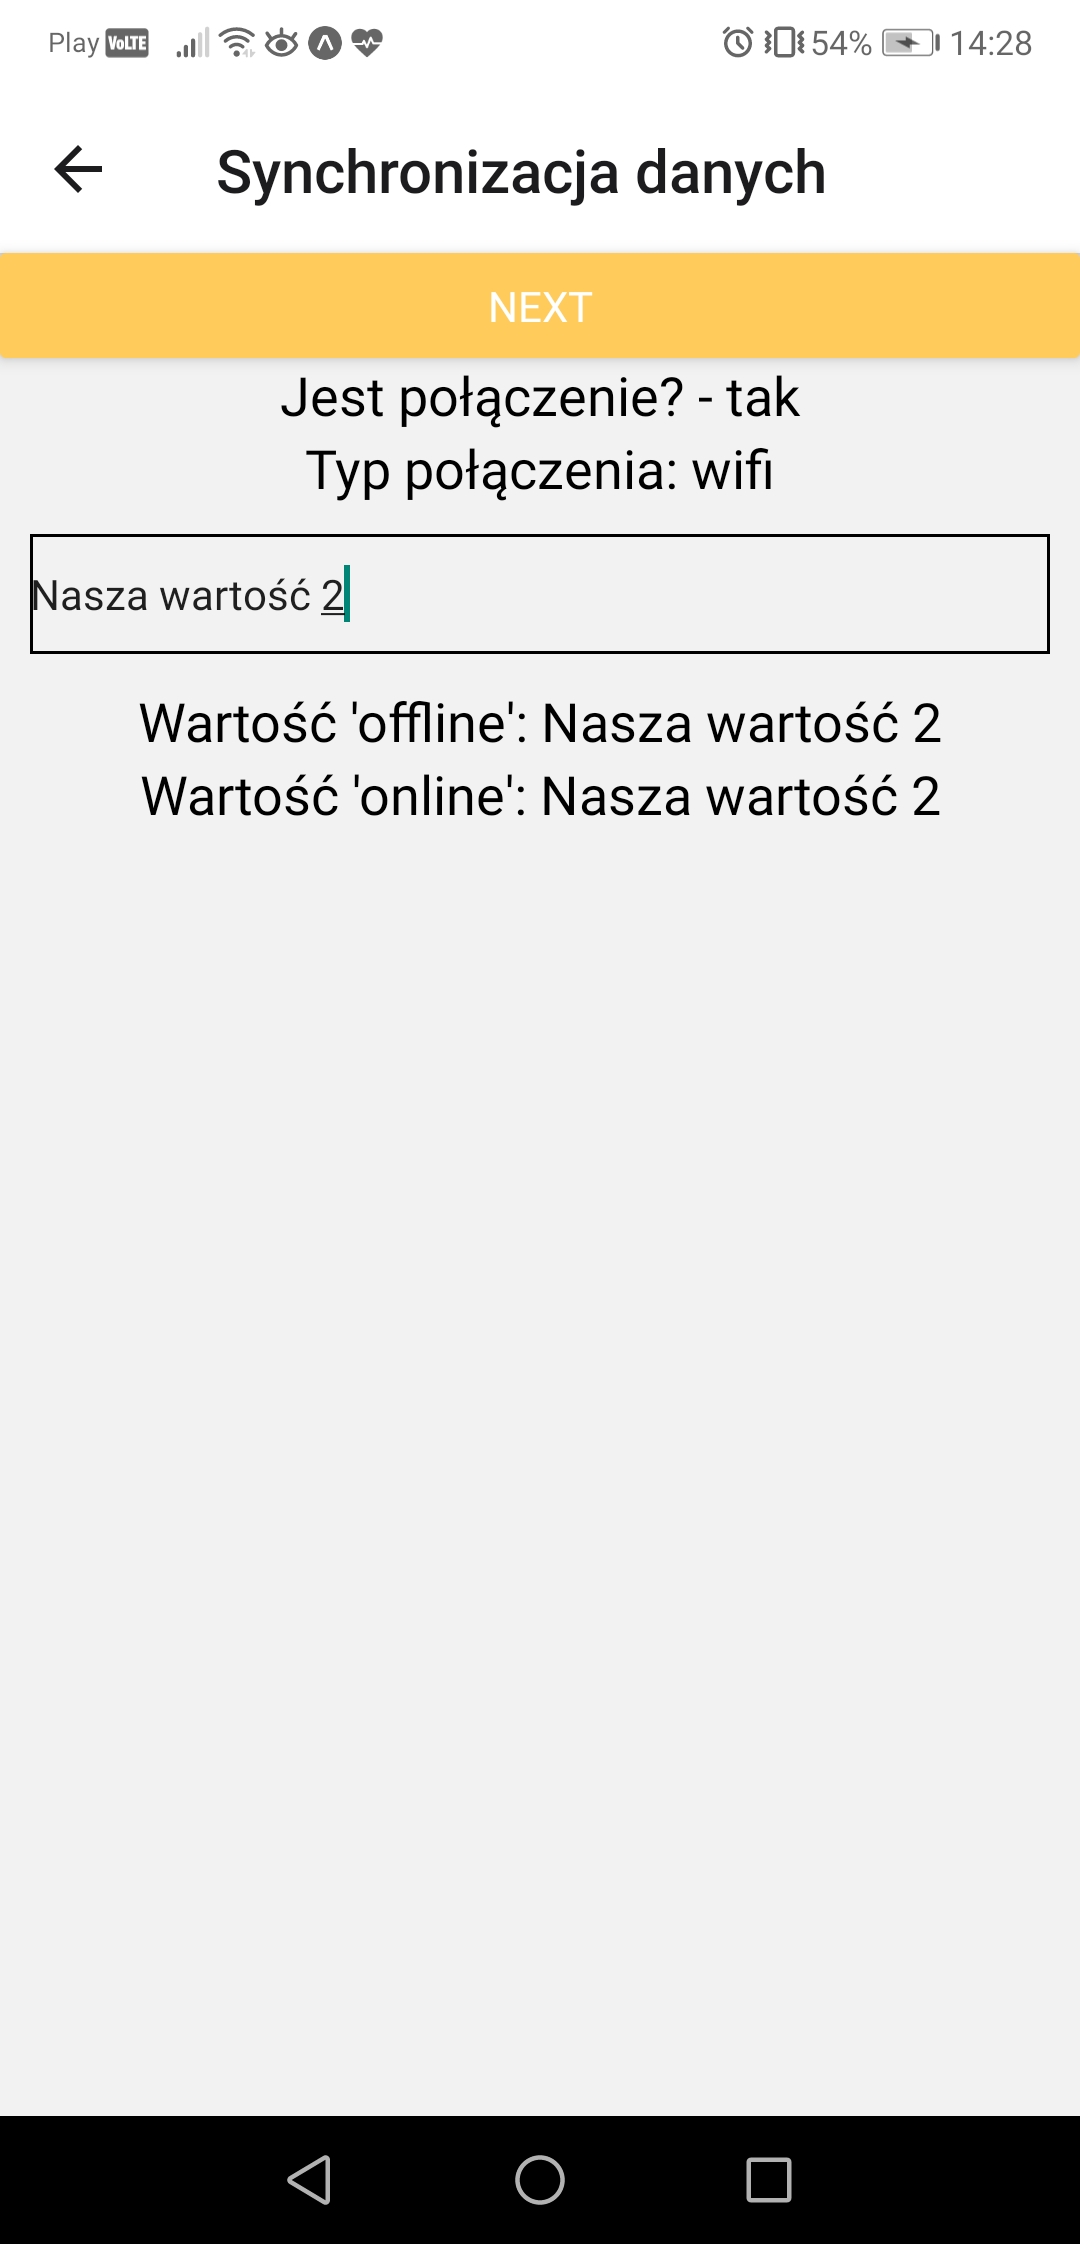 Play VoLTE 54% 14:28
Synchronizacja danych
NEXT
Jest połączenie? - tak
Typ połączenia: wifi
Nasza wartość 2
Wartość 'offline': Nasza wartość 2
Wartość 'online': Nasza wartość 2